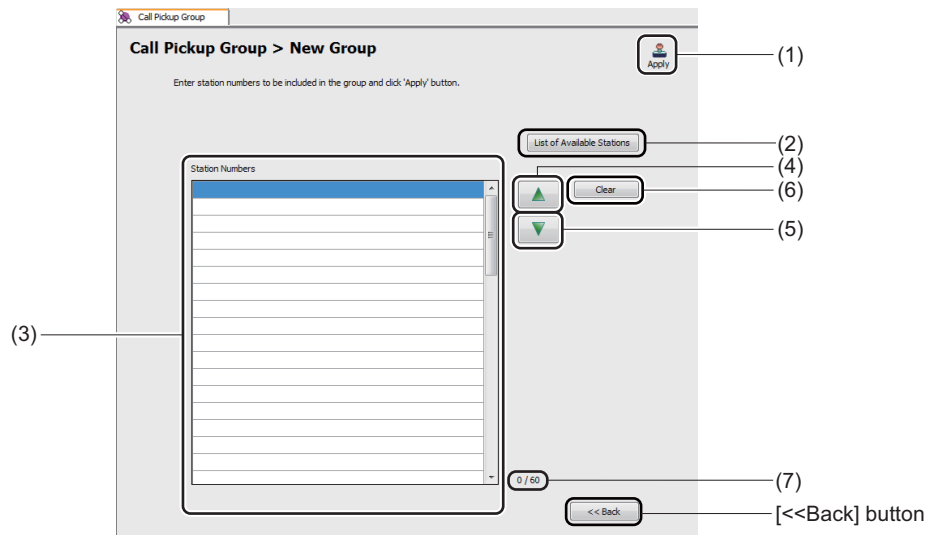 Call Pickup Group
Call Pickup Group > New Group
Apply
(1)
Enter station numbers to be included in the group and click 'Apply' button.
List of Available Stations
(2)
(4)
Station Numbers
Clear
(6)
(5)
(3)
0 / 60
(7)
<< Back
[<<Back] button